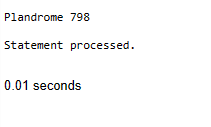 Plandrome 798
Statement processed.
0.01 seconds